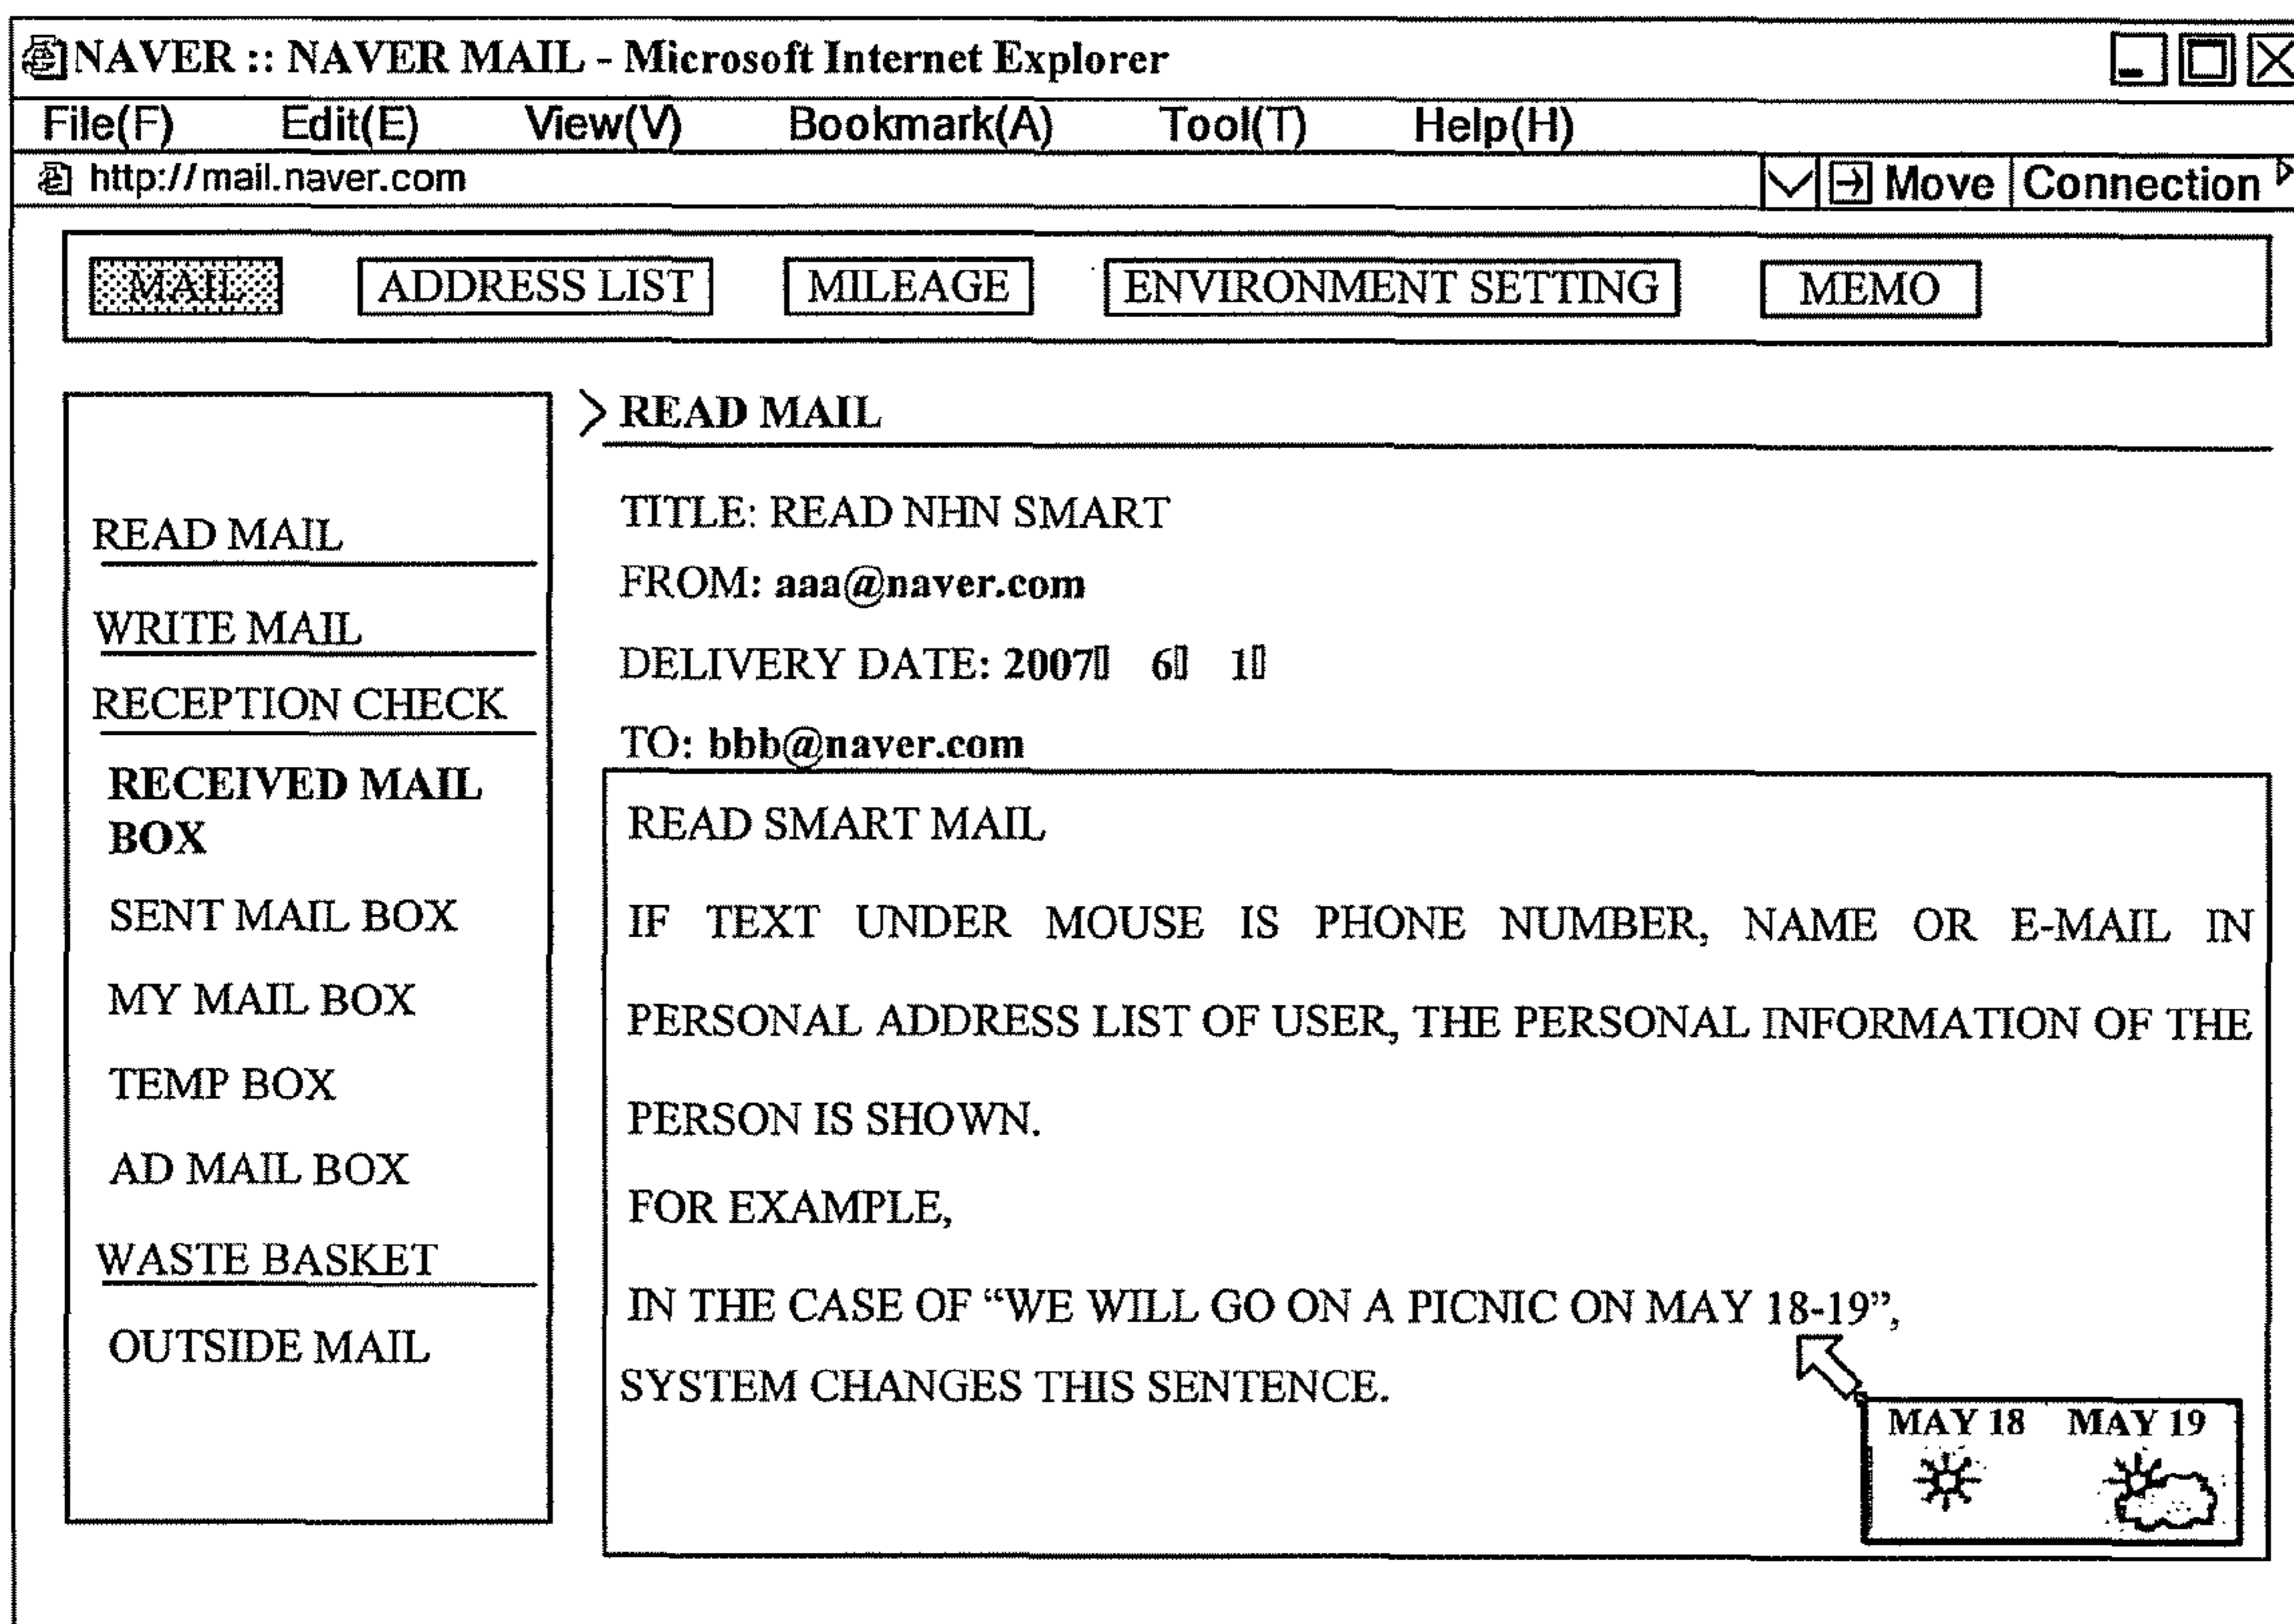 NAVER :: NAVER MAIL - Microsoft Internet Explorer
File(F) Edit(E) View(V) Bookmark(A) Tool(T) Help(H)
http://mail.naver.com Move Connection
MAIL ADDRESS LIST MILEAGE ENVIRONMENT SETTING MEMO
READ MAIL
WRITE MAIL
RECEPTION CHECK
RECEIVED MAIL
BOX
SENT MAIL BOX
MY MAIL BOX
TEMP BOX
AD MAIL BOX
WASTE BASKET
OUTSIDE MAIL
> READ MAIL
TITLE: READ NHN SMART
FROM: aaa@naver.com
DELIVERY DATE: 2007▯ 6▯ 1▯
TO: bbb@naver.com
READ SMART MAIL
IF TEXT UNDER MOUSE IS PHONE NUMBER, NAME OR E-MAIL IN
PERSONAL ADDRESS LIST OF USER, THE PERSONAL INFORMATION OF THE
PERSON IS SHOWN.
FOR EXAMPLE,
IN THE CASE OF “WE WILL GO ON A PICNIC ON MAY 18-19”,
SYSTEM CHANGES THIS SENTENCE.
MAY 18 MAY 19